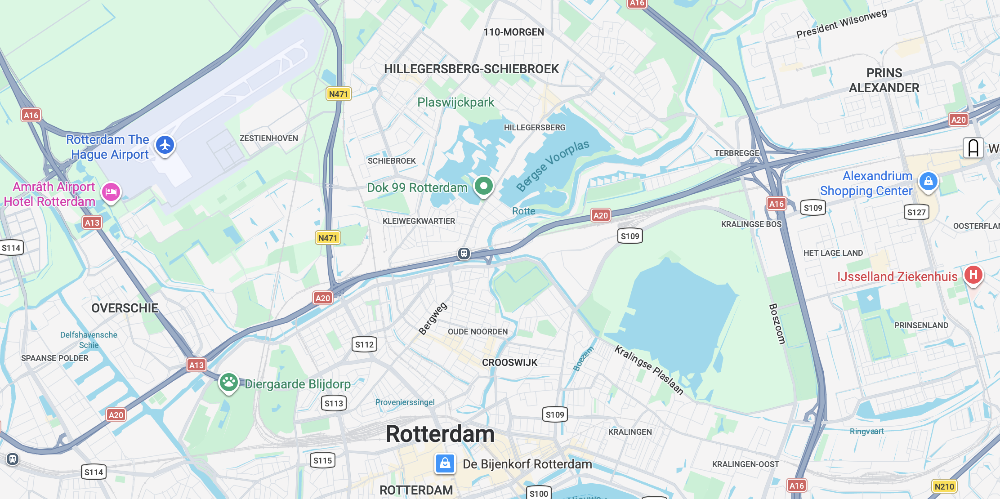 A16
President Wilsonweg
110-MORGEN
HILLEGERSBERG-SCHIEBROEK
PRINS
ALEXANDER
N471
Plaswijckpark
A16
A20
HILLEGERSBERG
Rotterdam The
Hague Airport
ZESTIENHOVEN
Bergse Voorplas
TERBREGGE
SCHIEBROEK
Alexandrium
Shopping Center
Amrâth Airport
Hotel Rotterdam
Dok 99 Rotterdam
A16
S109
Rotte
S127
A20
A13
KLEIWEGKWARTIER
KRALINGSE BOS
OOSTERFLAN
N471
S109
S114
HET LAGE LAND
IJsselland Ziekenhuis
H
A20
OVERSCHIE
Bergweg
Boszoom
PRINSENLAND
OUDE NOORDEN
Delfshavensche
Schie
S112
SPAANSE POLDER
Boezem
CROOSWIJK
A13
Kralingse Plaslaan
Diergaarde Blijdorp
S113
Provenierssingel
A20
S109
Rotterdam
KRALINGEN
Ringvaart
S115
De Bijenkorf Rotterdam
KRALINGEN-OOST
S114
A16
N210
ROTTERDAM
S100